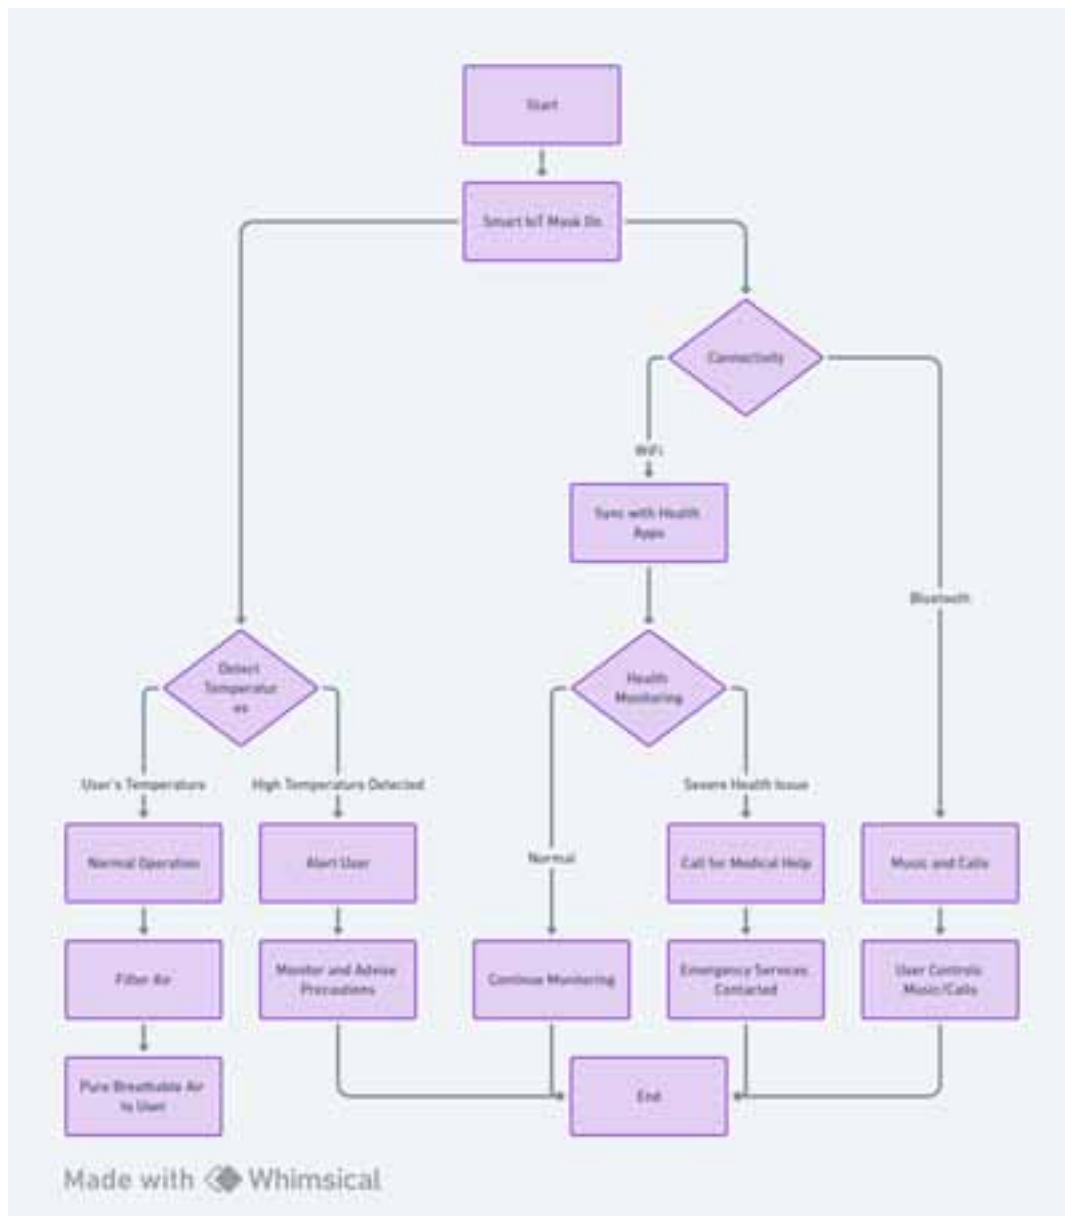 Start
Smart IoT Mask On
Connectivity
WiFi
Sync with Health
Apps
Bluetooth
Detect
Temperatur
es
Health
Monitoring
User's Temperature
High Temperature Detected
Severe Health Issue
Normal Operation
Alert User
Normal
Call for Medical Help
Music and Calls
Filter Air
Monitor and Advise
Precautions
Continue Monitoring
Emergency Services
Contacted
User Controls
Music/Calls
Pure Breathable Air
to User
End
Made with Whimsical